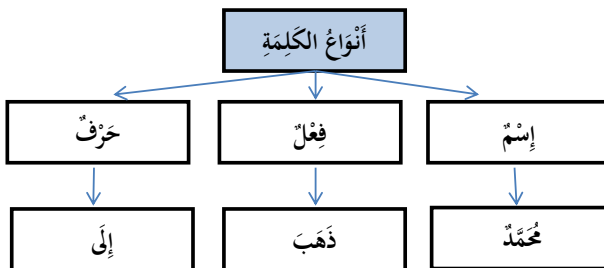 أَنْوَاعُ الكَلِمَةِ
إِسْمٌ
فِعْلٌ
حَرْفٌ
مُحَمَّدٌ
ذَهَبَ
إِلَى